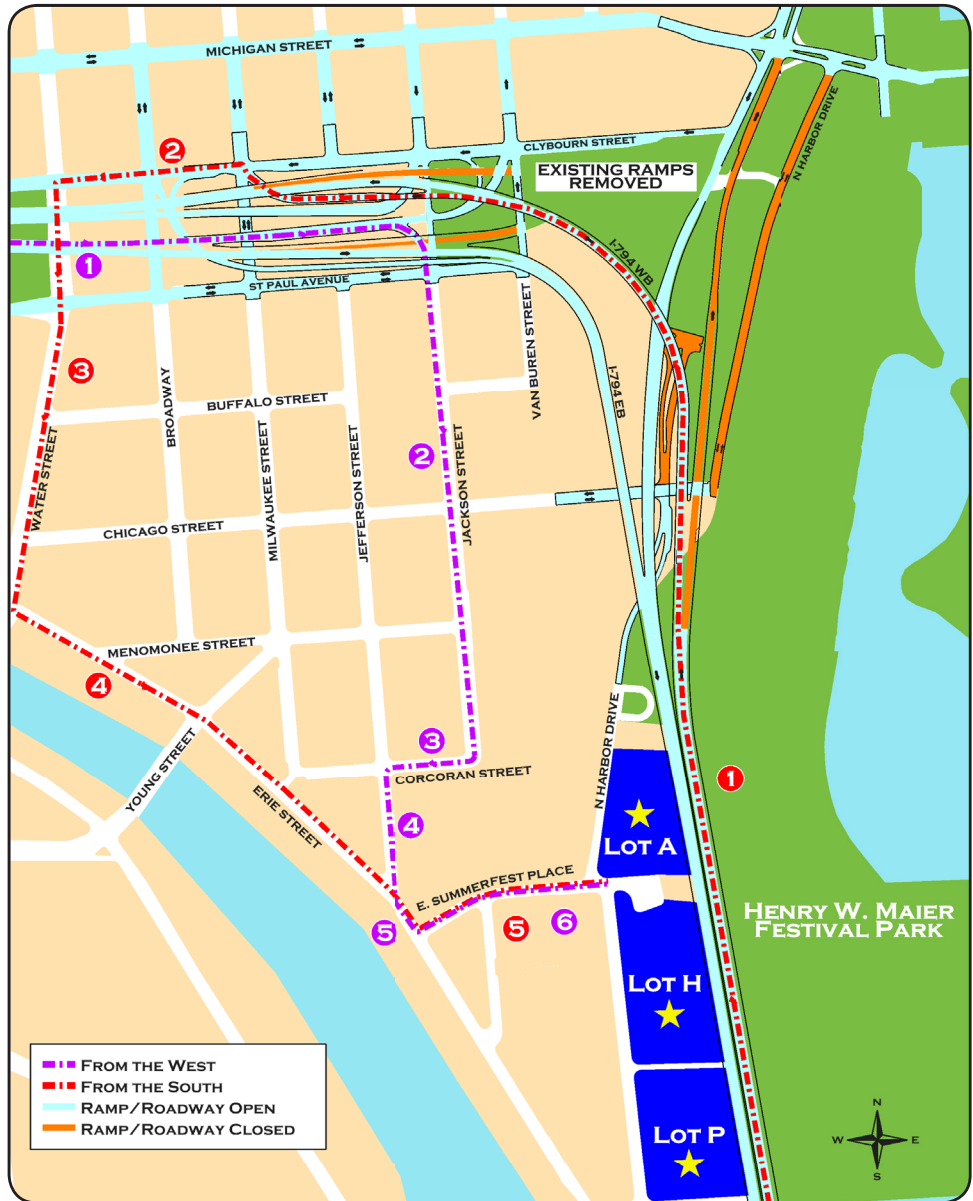 MICHIGAN STREET
N HARBOR DRIVE
CLYBOURN STREET
2
EXISTING RAMPS
REMOVED
1
I-794 WB
ST PAUL AVENUE
VAN BUREN STREET
3
I-794 EB
BROADWAY
BUFFALO STREET
2
WATER STREET
MILWAUKEE STREET
JEFFERSON STREET
JACKSON STREET
CHICAGO STREET
MENOMONEE STREET
4
3
CORCORAN STREET
N HARBOR DRIVE
1
YOUNG STREET
ERIE STREET
4
LOT A
E. SUMMERFEST PLACE
5
5
6
HENRY W. MAIER
FESTIVAL PARK
LOT H
FROM THE WEST
FROM THE SOUTH
RAMP/ROADWAY OPEN
RAMP/ROADWAY CLOSED
LOT P
N
W
E
S